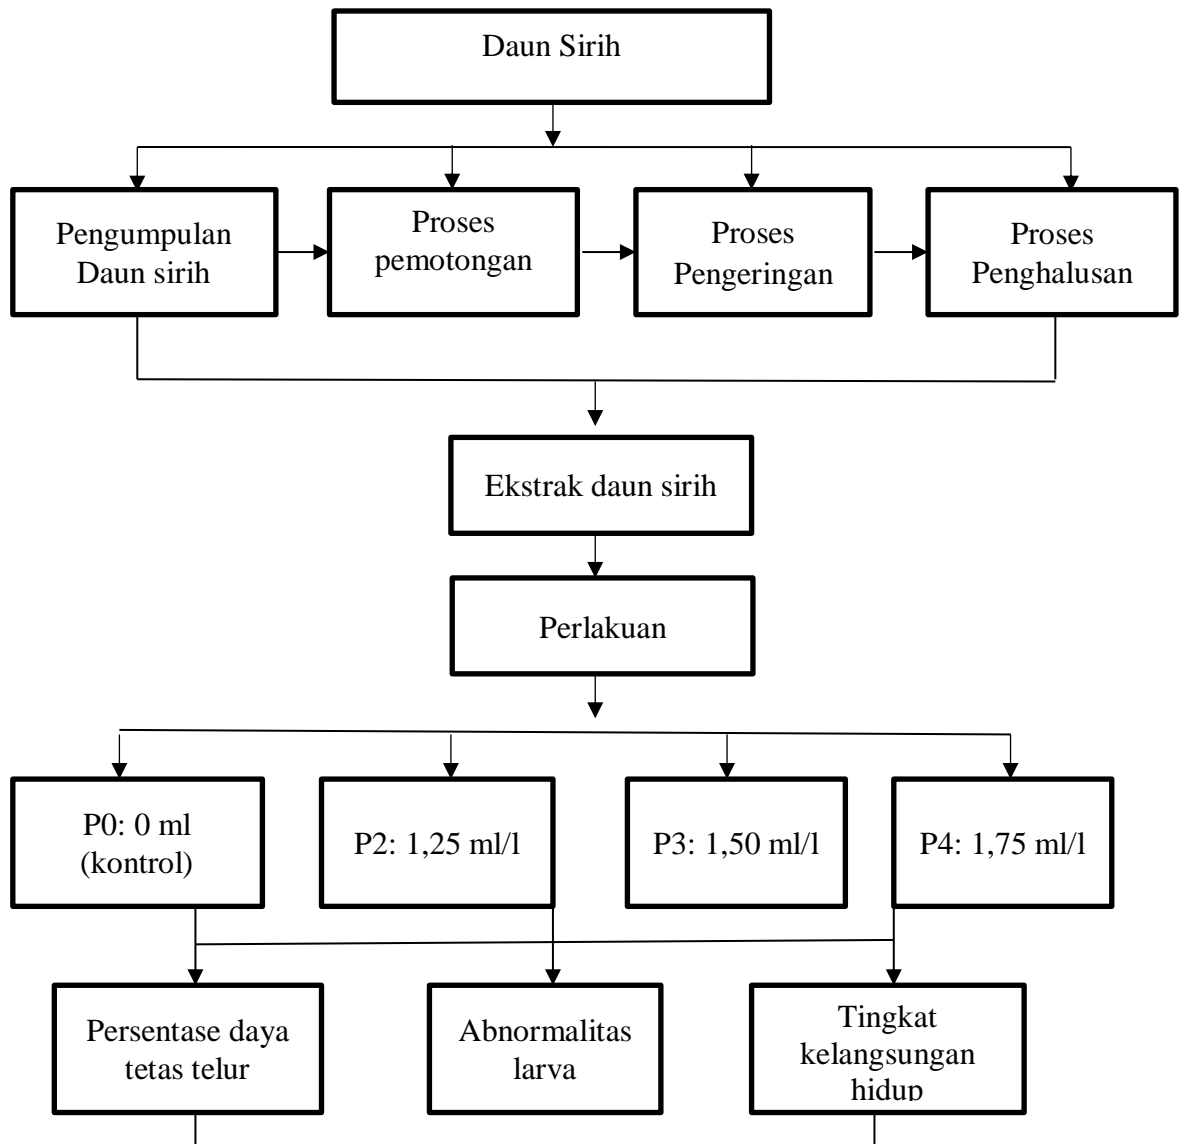 Daun Sirih
Pengumpulan
Daun sirih
Proses
pemotongan
Proses
Pengeringan
Proses
Penghalusan
Ekstrak daun sirih
Perlakuan
P0: 0 ml
(kontrol)
P2: 1,25 ml/l
P3: 1,50 ml/l
P4: 1,75 ml/l
Persentase daya
tetas telur
Abnormalitas
larva
Tingkat
kelangsungan
hidup